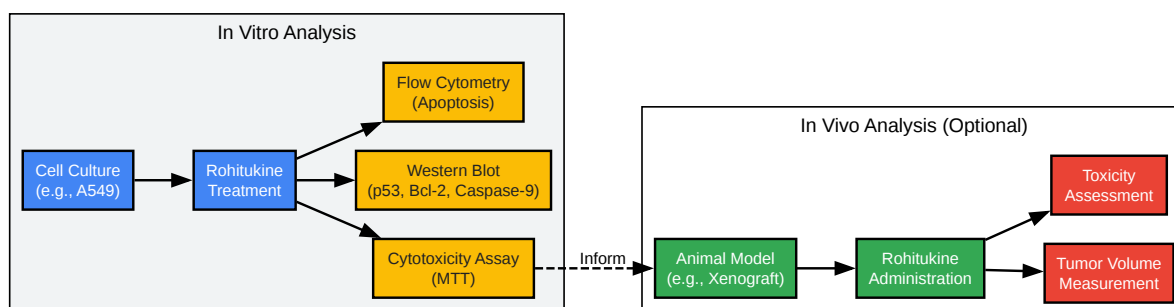 In Vitro Analysis
Flow Cytometry
(Apoptosis)
Cell Culture
(e.g., A549)
Rohitukine
Treatment
Western Blot
(p53, Bcl-2, Caspase-9)
Cytotoxicity Assay
(MTT)
Inform
In Vivo Analysis (Optional)
Animal Model
(e.g., Xenograft)
Rohitukine
Administration
Toxicity
Assessment
Tumor Volume
Measurement